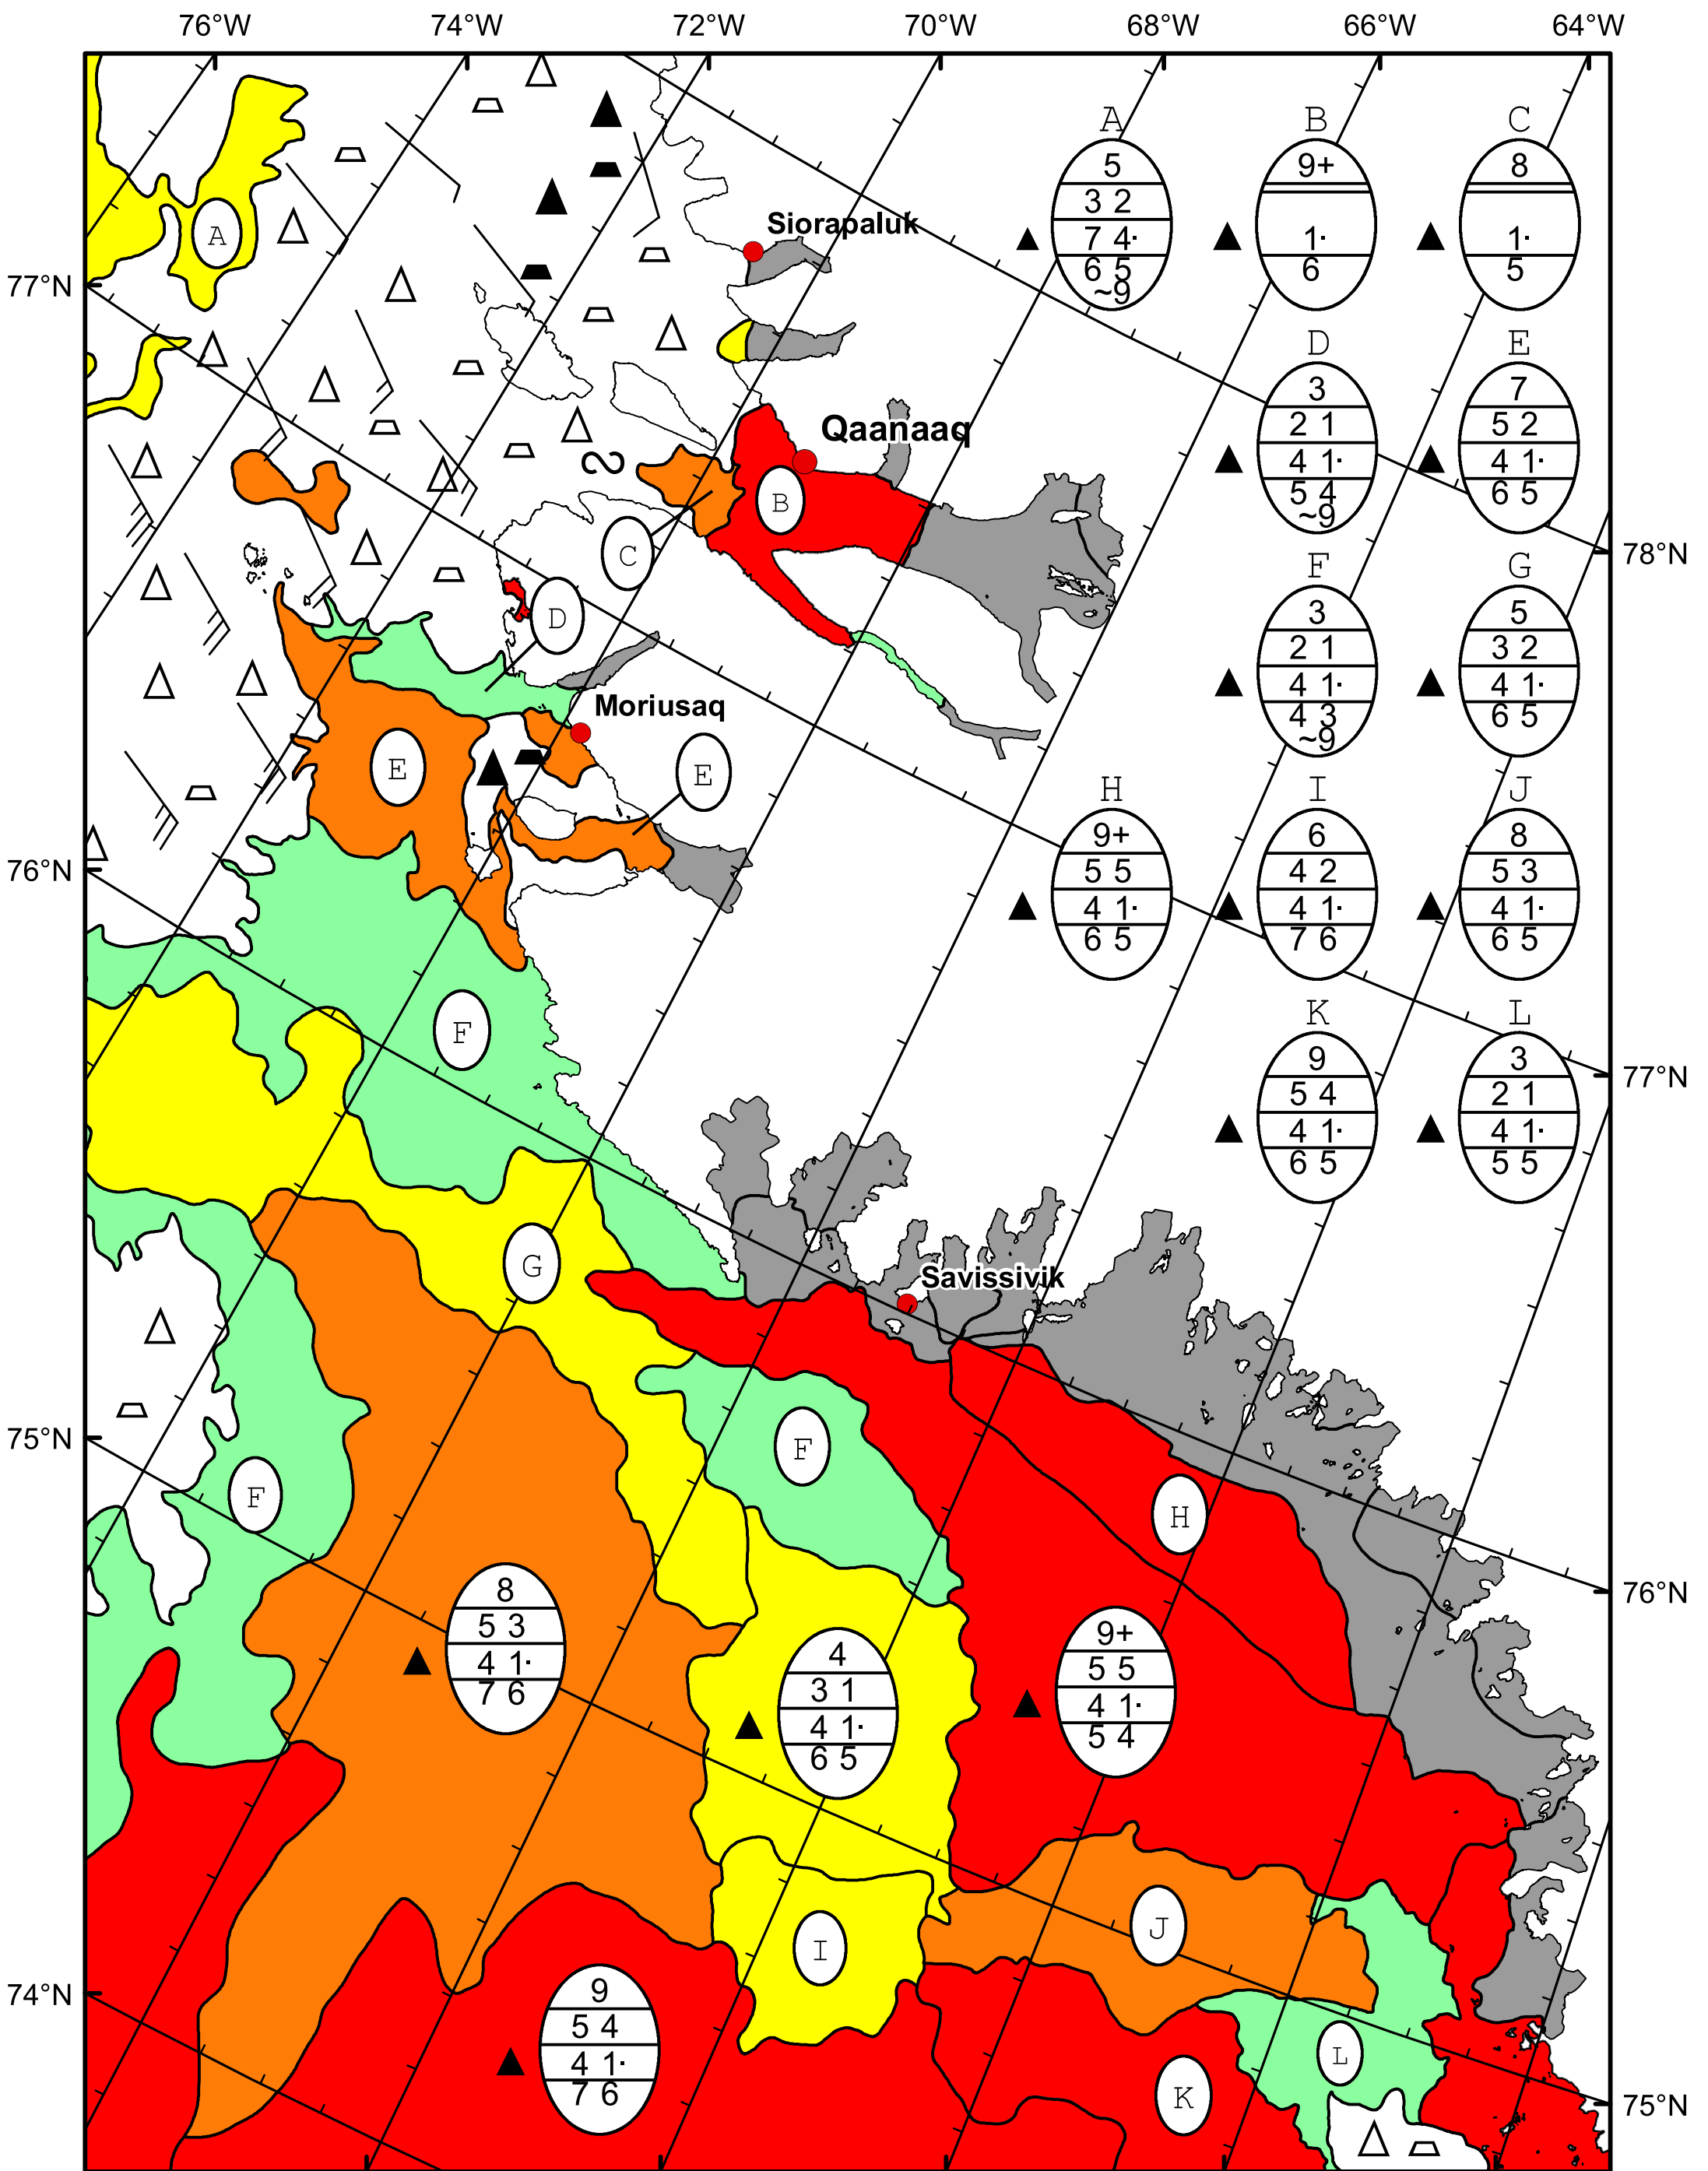 76°W 74°W 72°W 70°W 68°W 66°W 64°W
A B C
5 9+ 8
3 2
7 4· 1· 1·
6 5 6 5
~9
A
Siorapaluk
77°N
D E
3 7
2 1 5 2
4 1· 4 1·
5 4 6 5
~9
Qaanaaq
B
C
78°N
D
F G
3 5
2 1 3 2
4 1· 4 1·
4 3 6 5
~9
Moriusaq
E
E
H I J
9+ 6 8
5 5 4 2 5 3
4 1· 4 1· 4 1·
6 5 7 6 6 5
76°N
F
K L
9 3
5 4 2 1
4 1· 4 1·
6 5 5 5
77°N
G
Savissivik
75°N
F
F
H
8
5 3
4 1·
7 6
4
3 1
4 1·
6 5
9+
5 5
4 1·
5 4
76°N
I
J
74°N
9
5 4
4 1·
7 6
L
K
75°N